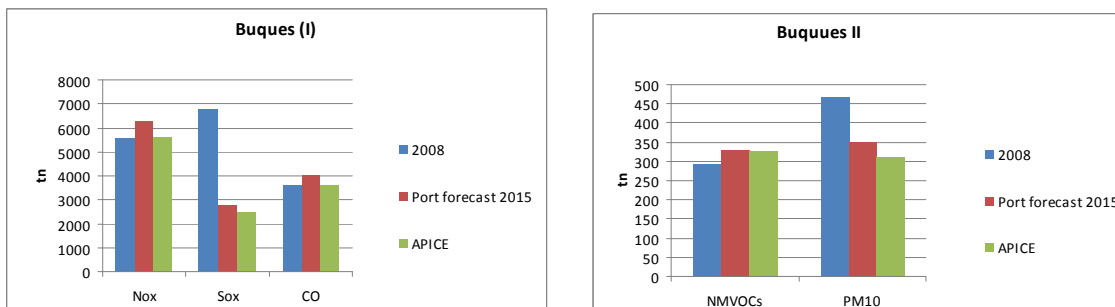 Buques (I)
tn
8000
7000
6000
5000
4000
3000
2000
1000
0
Nox Sox CO
2008
Port forecast 2015
APICE
Buquues II
tn
500
450
400
350
300
250
200
150
100
50
0
NMVOCs PM10
2008
Port forecast 2015
APICE